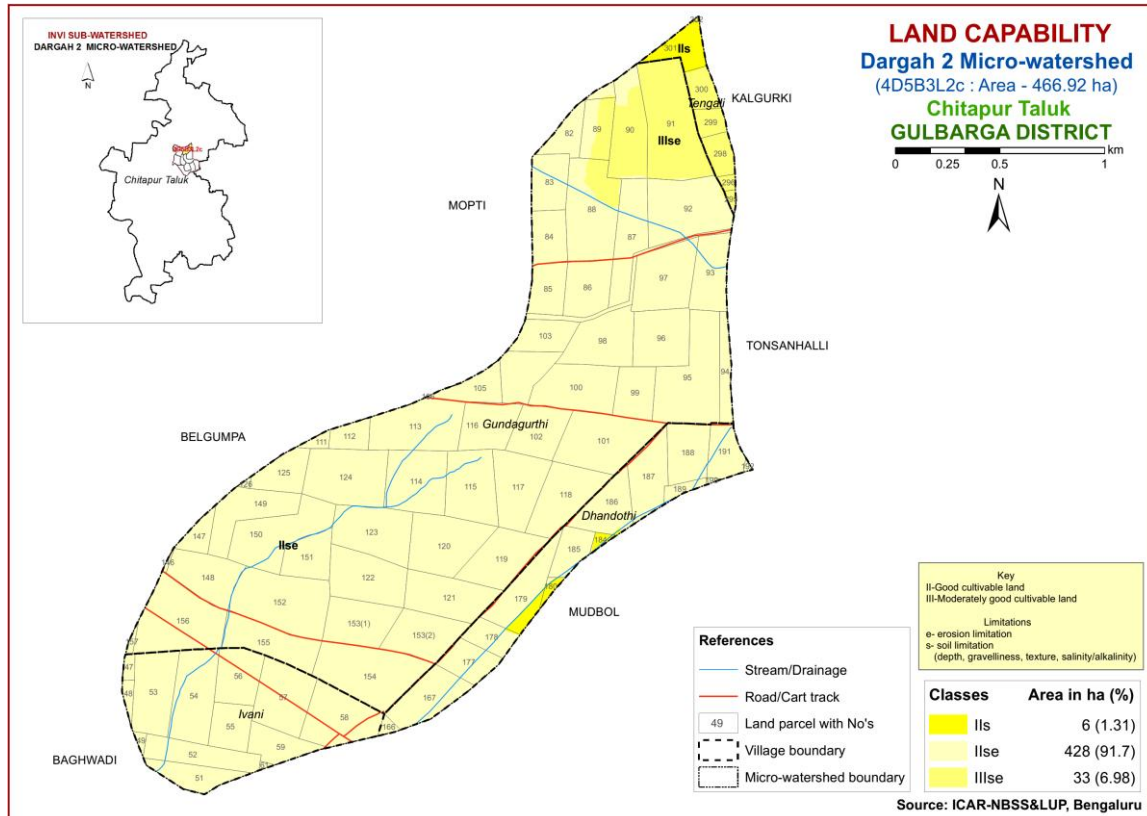 INVI SUB-WATERSHED
DARGAH 2 MICRO-WATERSHED
N
Chitapur Taluk
LAND CAPABILITY
Dargah 2 Micro-watershed
(4D5B3L2c : Area - 466.92 ha)
Chitapur Taluk
GULBARGA DISTRICT
km
0 0.25 0.5 1
N
301 IIs
300
Tengali
KALGURKI
299
82 89 90 91
IIIse
298
83
MOPTI
88 92
84 87
93
97
85 86
103 98 96
TONSANHALLI
94
95
105 100 99
113 116 Gundagurthi
102 101
112
111
BELGUMPA
188 191
125 124 114 115 117 187
118
189
186
149
Dhandothi
147 150 IIse 123
151
120
185
119
148 122
152 121 179
MUDBOL
156 153(1) 153(2) 178
155
177
154
56
53 54 57 167
Ivani 58
55
59
52
BAGHWADI
51
References
Stream/Drainage
Road/Cart track
49 Land parcel with No's
Village boundary
Micro-watershed boundary
Key
II-Good cultivable land
III-Moderately good cultivable land
Limitations
e- erosion limitation
s- soil limitation
(depth, gravelliness, texture, salinity/alkalinity)
Classes Area in ha (%)
IIs 6 (1.31)
IIse 428 (91.7)
IIIse 33 (6.98)
Source: ICAR-NBSS&LUP, Bengaluru